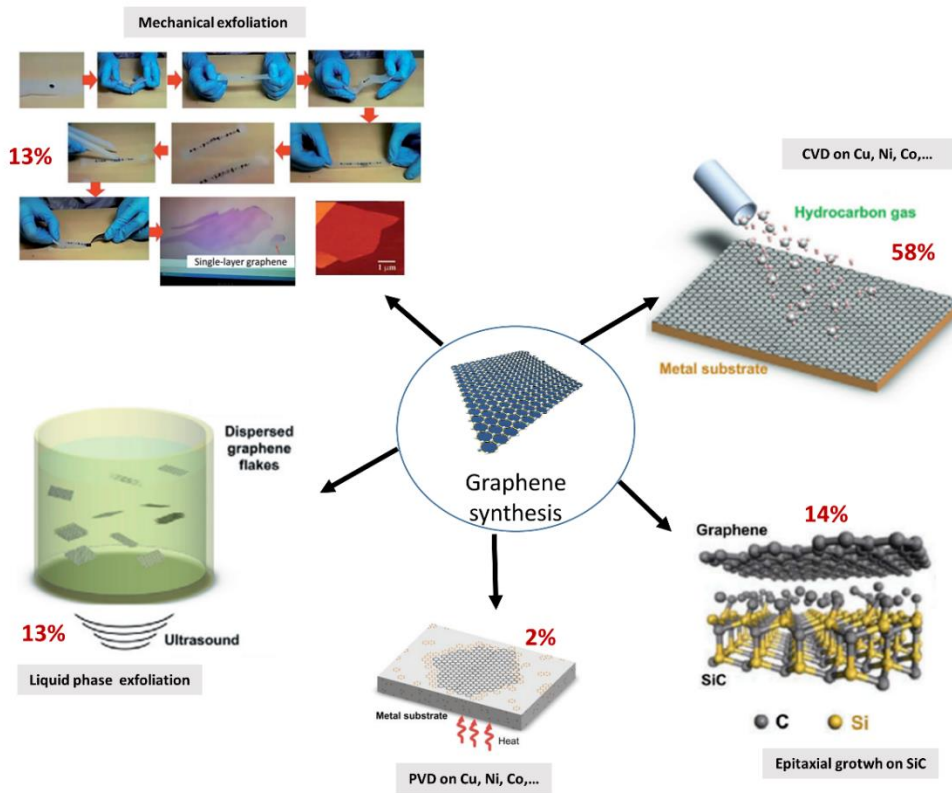 Mechanical exfoliation
13%
Single-layer graphene
1 µm
CVD on Cu, Ni, Co,...
Hydrocarbon gas
58%
Metal substrate
Graphene
synthesis
Dispersed
graphene
flakes
13%
Ultrasound
Liquid phase exfoliation
2%
Metal substrate
Heat
PVD on Cu, Ni, Co,...
14%
Graphene
SiC
C
Si
Epitaxial grotwh on SiC